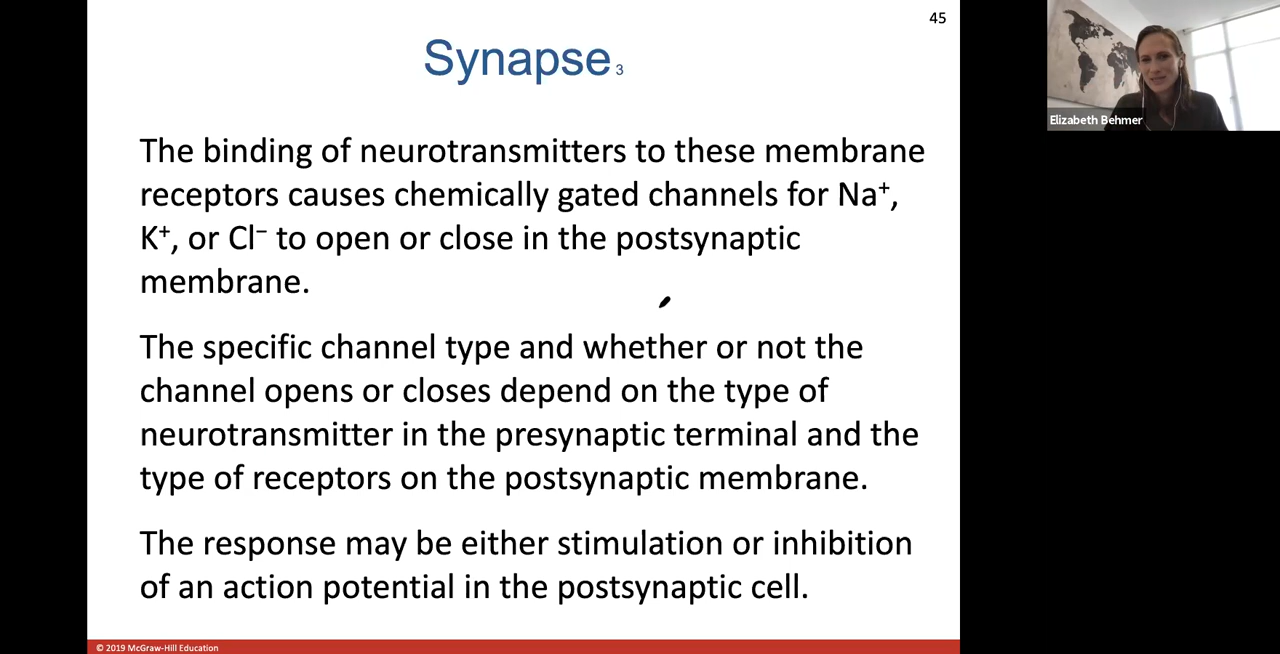 45
Synapse 3
The binding of neurotransmitters to these membrane
receptors causes chemically gated channels for Na⁺,
K⁺, or Cl⁻ to open or close in the postsynaptic
membrane.
The specific channel type and whether or not the
channel opens or closes depend on the type of
neurotransmitter in the presynaptic terminal and the
type of receptors on the postsynaptic membrane.
The response may be either stimulation or inhibition
of an action potential in the postsynaptic cell.
© 2019 McGraw-Hill Education
Elizabeth Behmer